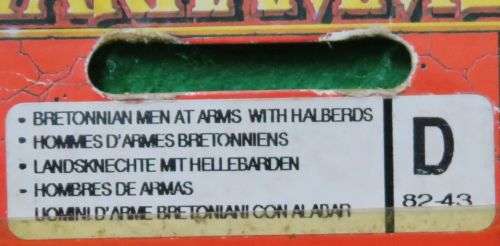 • BRETONNIAN MEN AT ARMS WITH HALBERDS
• HOMMES D'ARMES BRETONNIENS
• LANDSKNECHTE MIT HELLEBARDEN
- HOMBRES DE ARMAS
UOMINI D'ARME BRETONIANI CON ALABAR
D
82-43